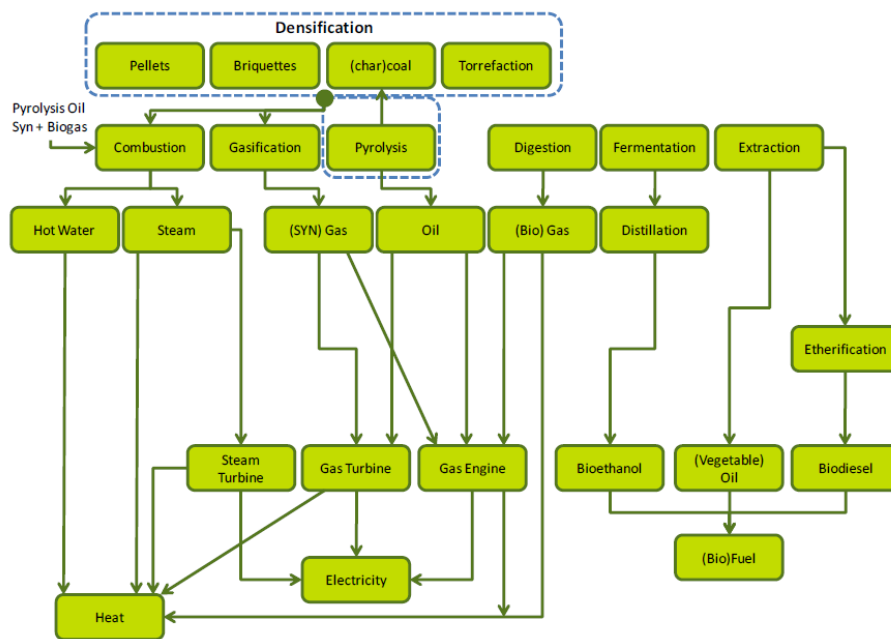 Densification
Pellets
Briquettes
(char)coal
Torrefaction
Pyrolysis Oil
Syn + Biogas
Combustion
Gasification
Pyrolysis
Digestion
Fermentation
Extraction
Hot Water
Steam
(SYN) Gas
Oil
(Bio) Gas
Distillation
Etherification
Steam
Turbine
Gas Turbine
Gas Engine
Bioethanol
(Vegetable)
Oil
Biodiesel
(Bio)Fuel
Electricity
Heat